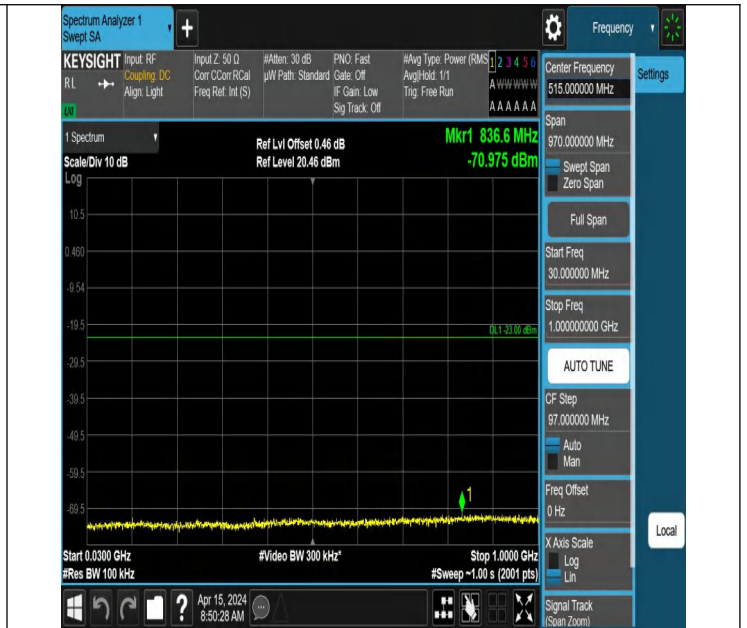 Spectrum Analyzer 1
Swept SA
+
Frequency
KEYSIGHT
RL
Input: RF
Coupling: DC
Align: Light
Input Z: 50 Ω
Corr CCorr RCal
Freq Ref: Int (S)
#Atten: 30 dB
µW Path: Standard
PNO: Fast
Gate: Off
IF Gain: Low
Sig Track: Off
#Avg Type: Power (RMS
Avg|Hold: 1/1
Trig: Free Run
1 2 3 4 5 6
A W W W W W
A A A A A A
1 Spectrum
Scale/Div 10 dB
Log
Ref Lvl Offset 0.46 dB
Ref Level 20.46 dBm
Mkr1 836.6 MHz
-70.975 dBm
10.5
0.460
-9.54
-19.5
DL1 -23.00 dBm
-29.5
-39.5
-49.5
-59.5
-69.5
1
Start 0.0300 GHz
#Res BW 100 kHz
#Video BW 300 kHz*
Stop 1.0000 GHz
#Sweep ~1.00 s (2001 pts)
Center Frequency
515.000000 MHz
Settings
Span
970.000000 MHz
Swept Span
Zero Span
Full Span
Start Freq
30.000000 MHz
Stop Freq
1.000000000 GHz
AUTO TUNE
CF Step
97.000000 MHz
Auto
Man
Freq Offset
0 Hz
X Axis Scale
Log
Lin
Local
Signal Track
(Span Zoom)
?
Apr 15, 2024
8:50:28 AM